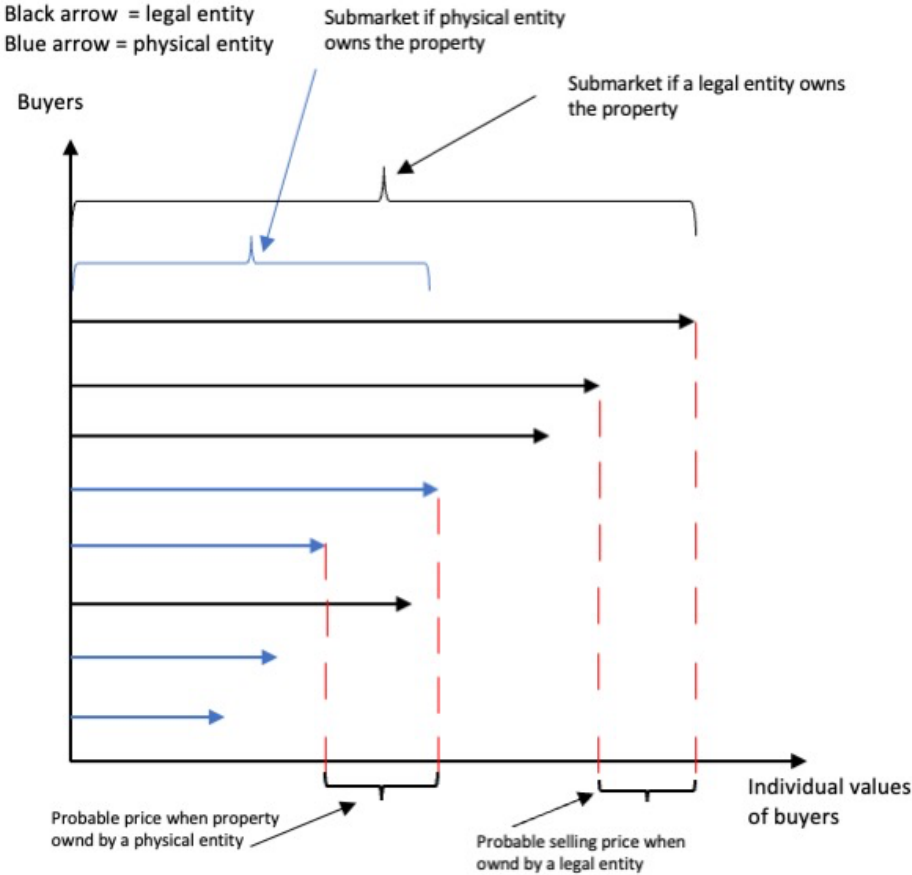 Black arrow = legal entity
Blue arrow = physical entity
Submarket if physical entity
owns the property
Submarket if a legal entity owns
the property
Buyers
Individual values
of buyers
Probable price when property
ownd by a physical entity
Probable selling price when
ownd by a legal entity